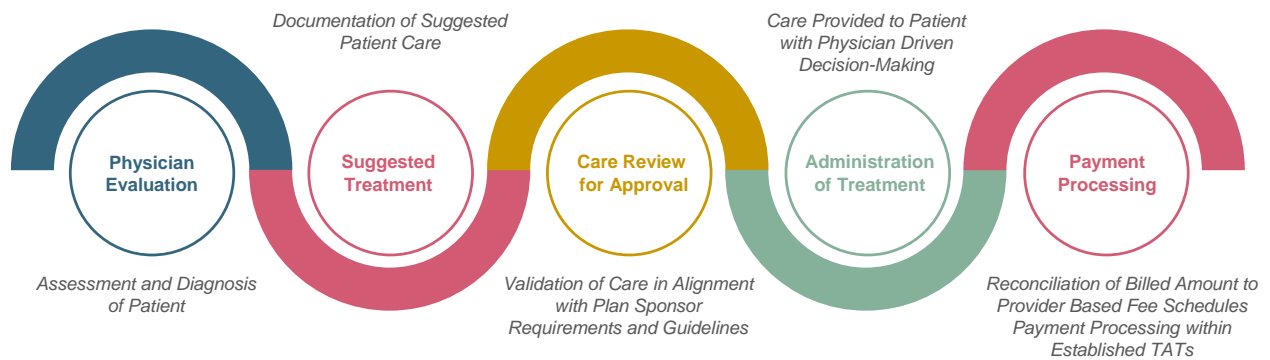 Physician
Evaluation
Assessment and Diagnosis
of Patient
Documentation of Suggested
Patient Care
Suggested
Treatment
Care Review
for Approval
Validation of Care in Alignment
with Plan Sponsor
Requirements and Guidelines
Care Provided to Patient
with Physician Driven
Decision-Making
Administration
of Treatment
Payment
Processing
Reconciliation of Billed Amount to
Provider Based Fee Schedules
Payment Processing within
Established TATs